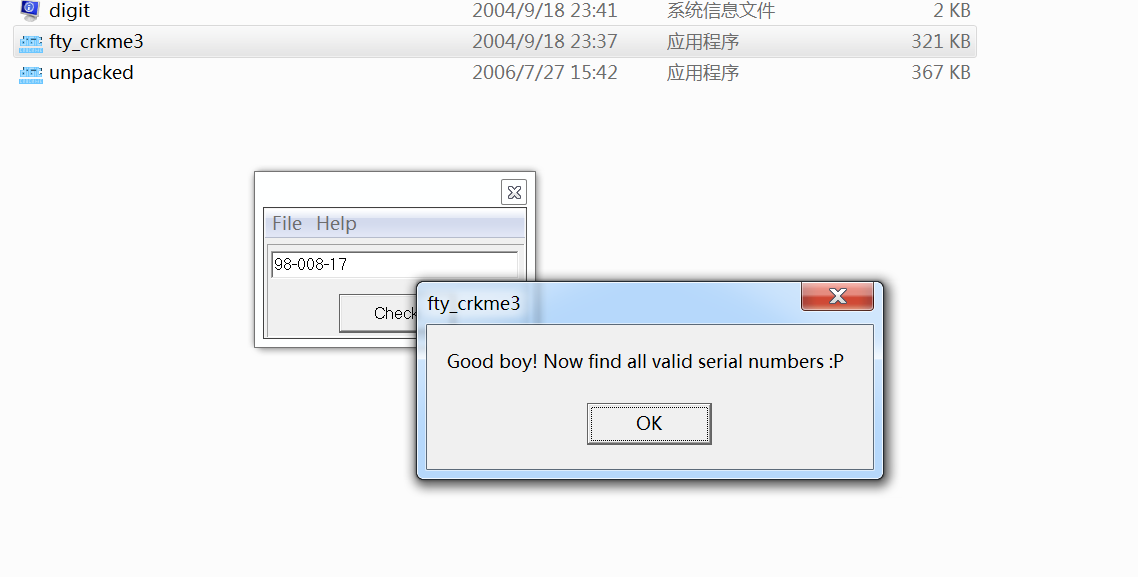 digit 2004/9/18 23:41 系统信息文件 2 KB
fty_crkme3 2004/9/18 23:37 应用程序 321 KB
unpacked 2006/7/27 15:42 应用程序 367 KB
File Help
98-008-17
Check
fty_crkme3
Good boy! Now find all valid serial numbers :P
OK